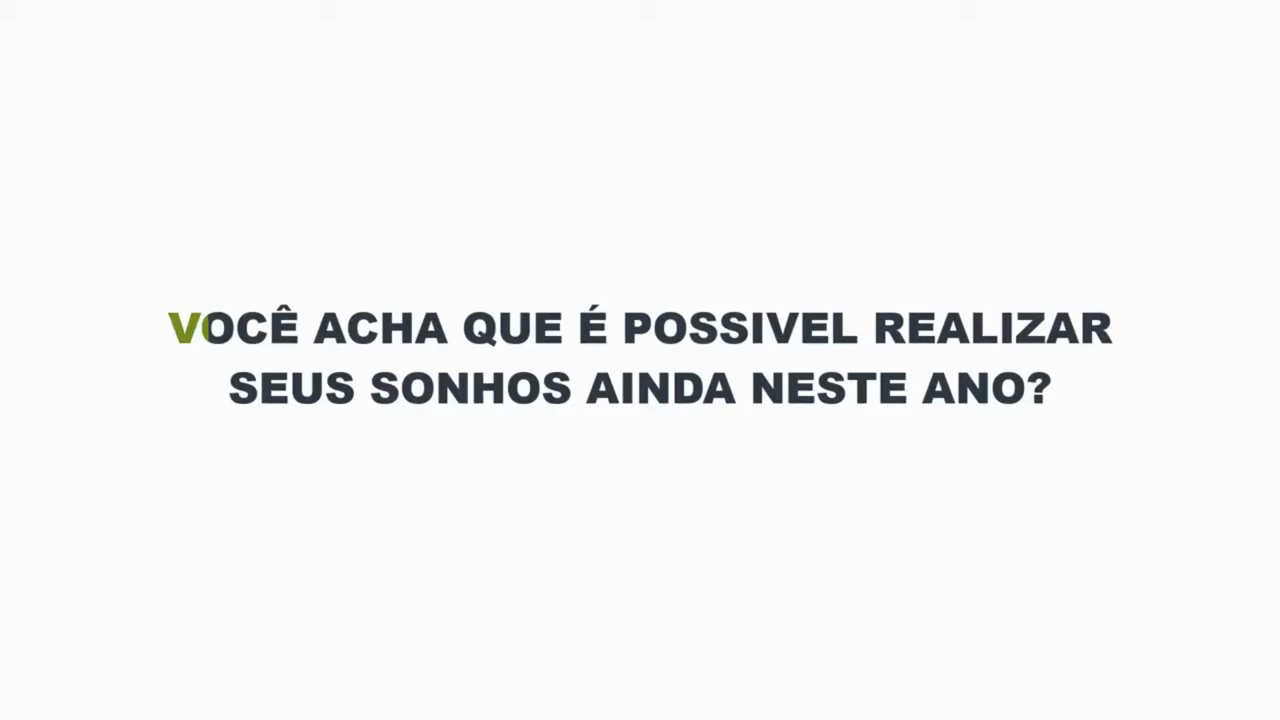 VOCÊ ACHA QUE É POSSIVEL REALIZAR
SEUS SONHOS AINDA NESTE ANO?